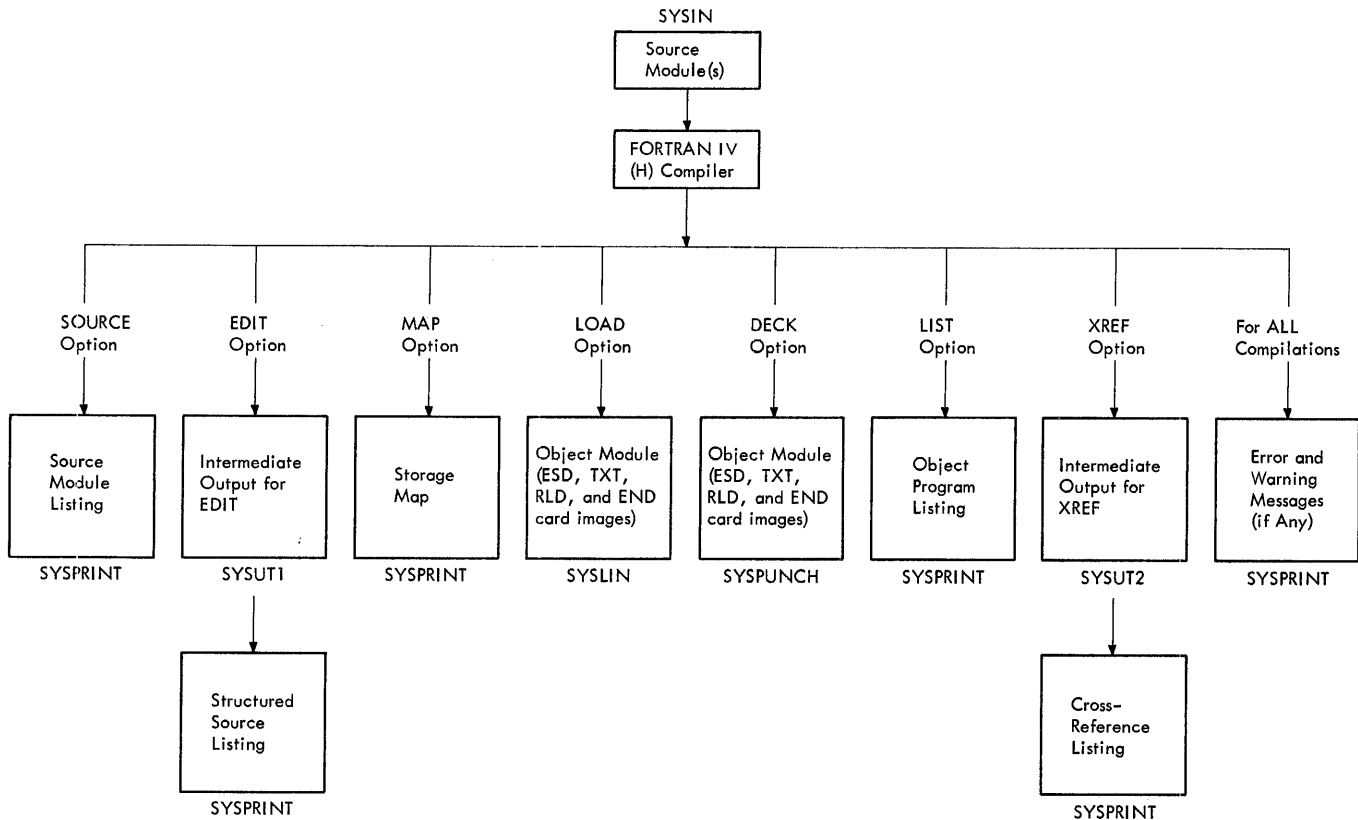 SYSIN
Source
Module(s)
FORTRAN IV
(H) Compiler
SOURCE
Option
EDIT
Option
MAP
Option
LOAD
Option
DECK
Option
LIST
Option
XREF
Option
For ALL
Compilations
Source
Module
Listing
Intermediate
Output for
EDIT
Storage
Map
Object Module
(ESD, TXT,
RLD, and END
card images)
Object Module
(ESD, TXT,
RLD, and END
card images)
Object
Program
Listing
Intermediate
Output for
XREF
Error and
Warning
Messages
(if Any)
SYSPRINT
SYSUT1
SYSPRINT
SYSLIN
SYSPUNCH
SYSPRINT
SYSUT2
SYSPRINT
Structured
Source
Listing
Cross-
Reference
Listing
SYSPRINT
SYSPRINT